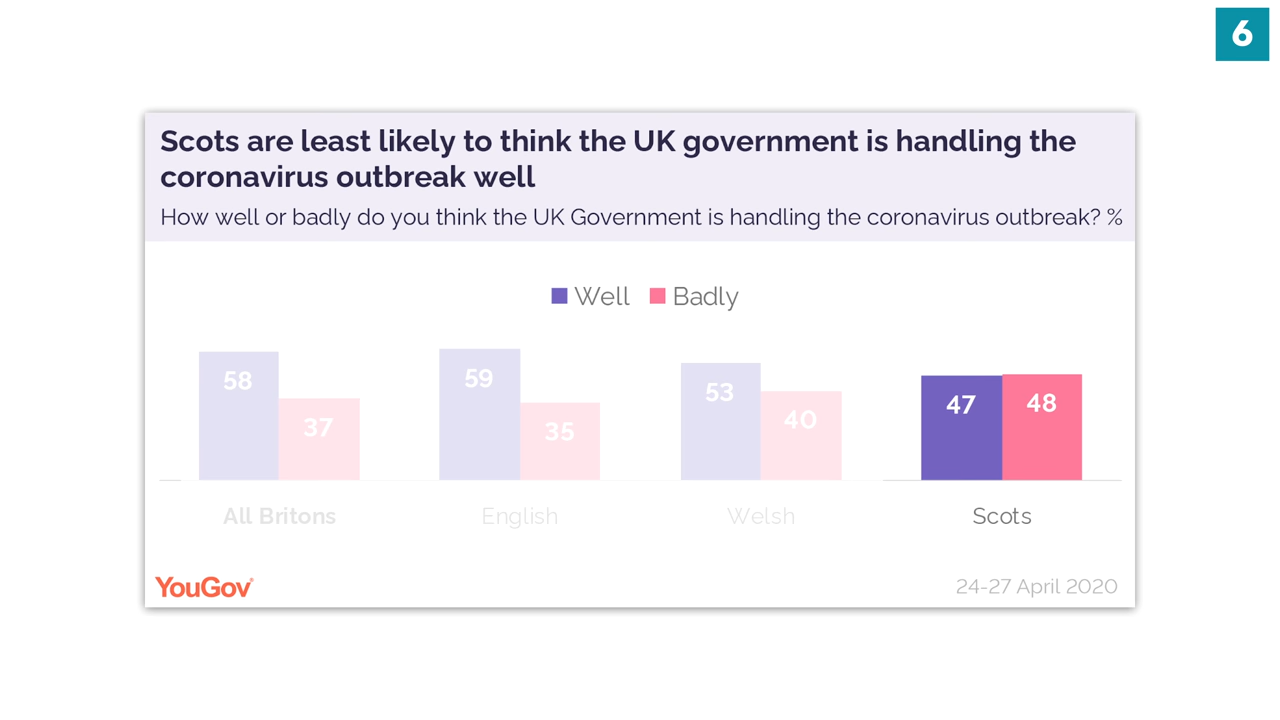 6
Scots are least likely to think the UK government is handling the
coronavirus outbreak well
How well or badly do you think the UK Government is handling the coronavirus outbreak? %
Well Badly
58 37 59 35 53 40 47 48
All Britons English Welsh Scots
YouGov®
24-27 April 2020